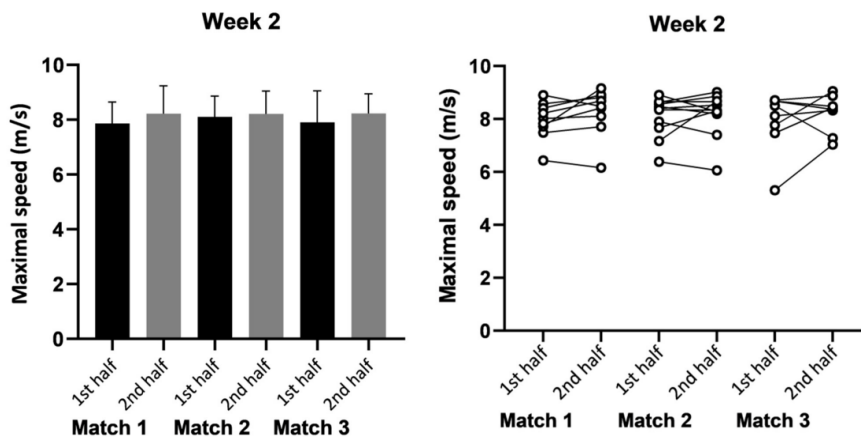 Week 2
Maximal speed (m/s)
10
8
6
4
2
0
1st half
2nd half
1st half
2nd half
1st half
2nd half
Match 1 Match 2 Match 3
Week 2
Maximal speed (m/s)
10
8
6
4
2
0
1st half
2nd half
1st half
2nd half
1st half
2nd half
Match 1 Match 2 Match 3